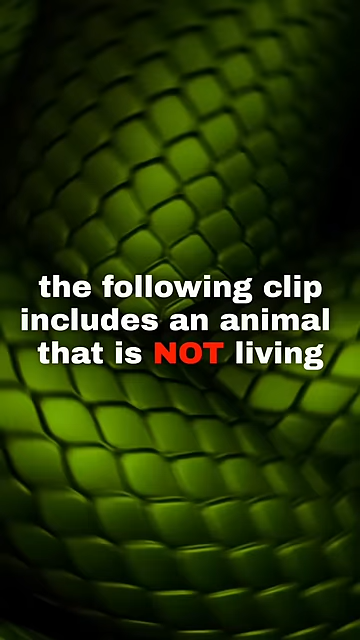 the following clip
includes an animal
that is NOT living